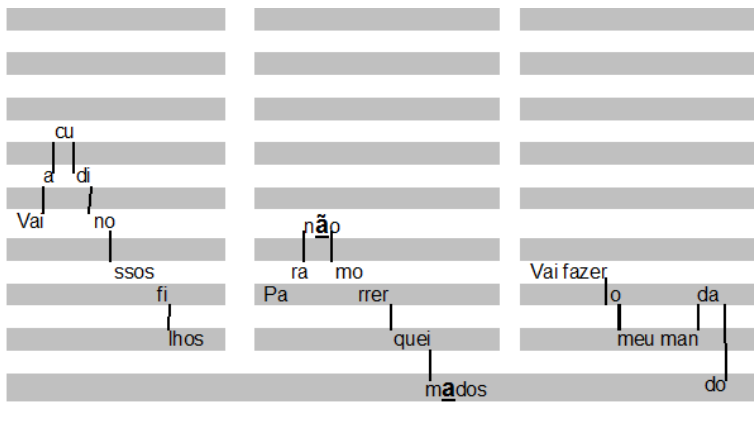 Vai a cu di no ssos fi lhos
Pa ra não mo rrer quei mados
Vai fazer o meu man da do